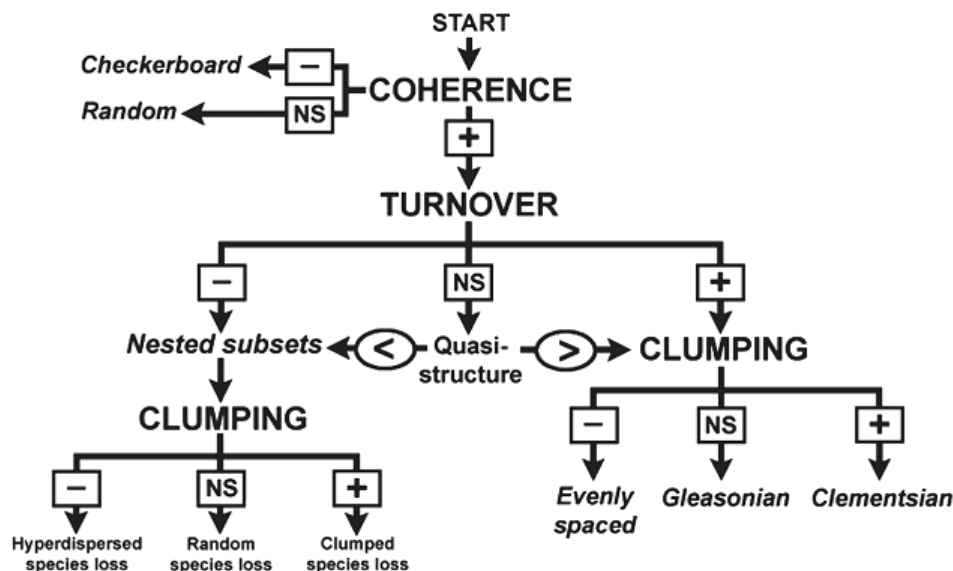 START
Checkerboard
−
COHERENCE
Random
NS
+
TURNOVER
−
NS
+
Nested subsets
<
Quasi-
structure
>
CLUMPING
CLUMPING
−
NS
+
Evenly
spaced
Gleasonian
Clementsian
−
NS
+
Hyperdispersed
species loss
Random
species loss
Clumped
species loss